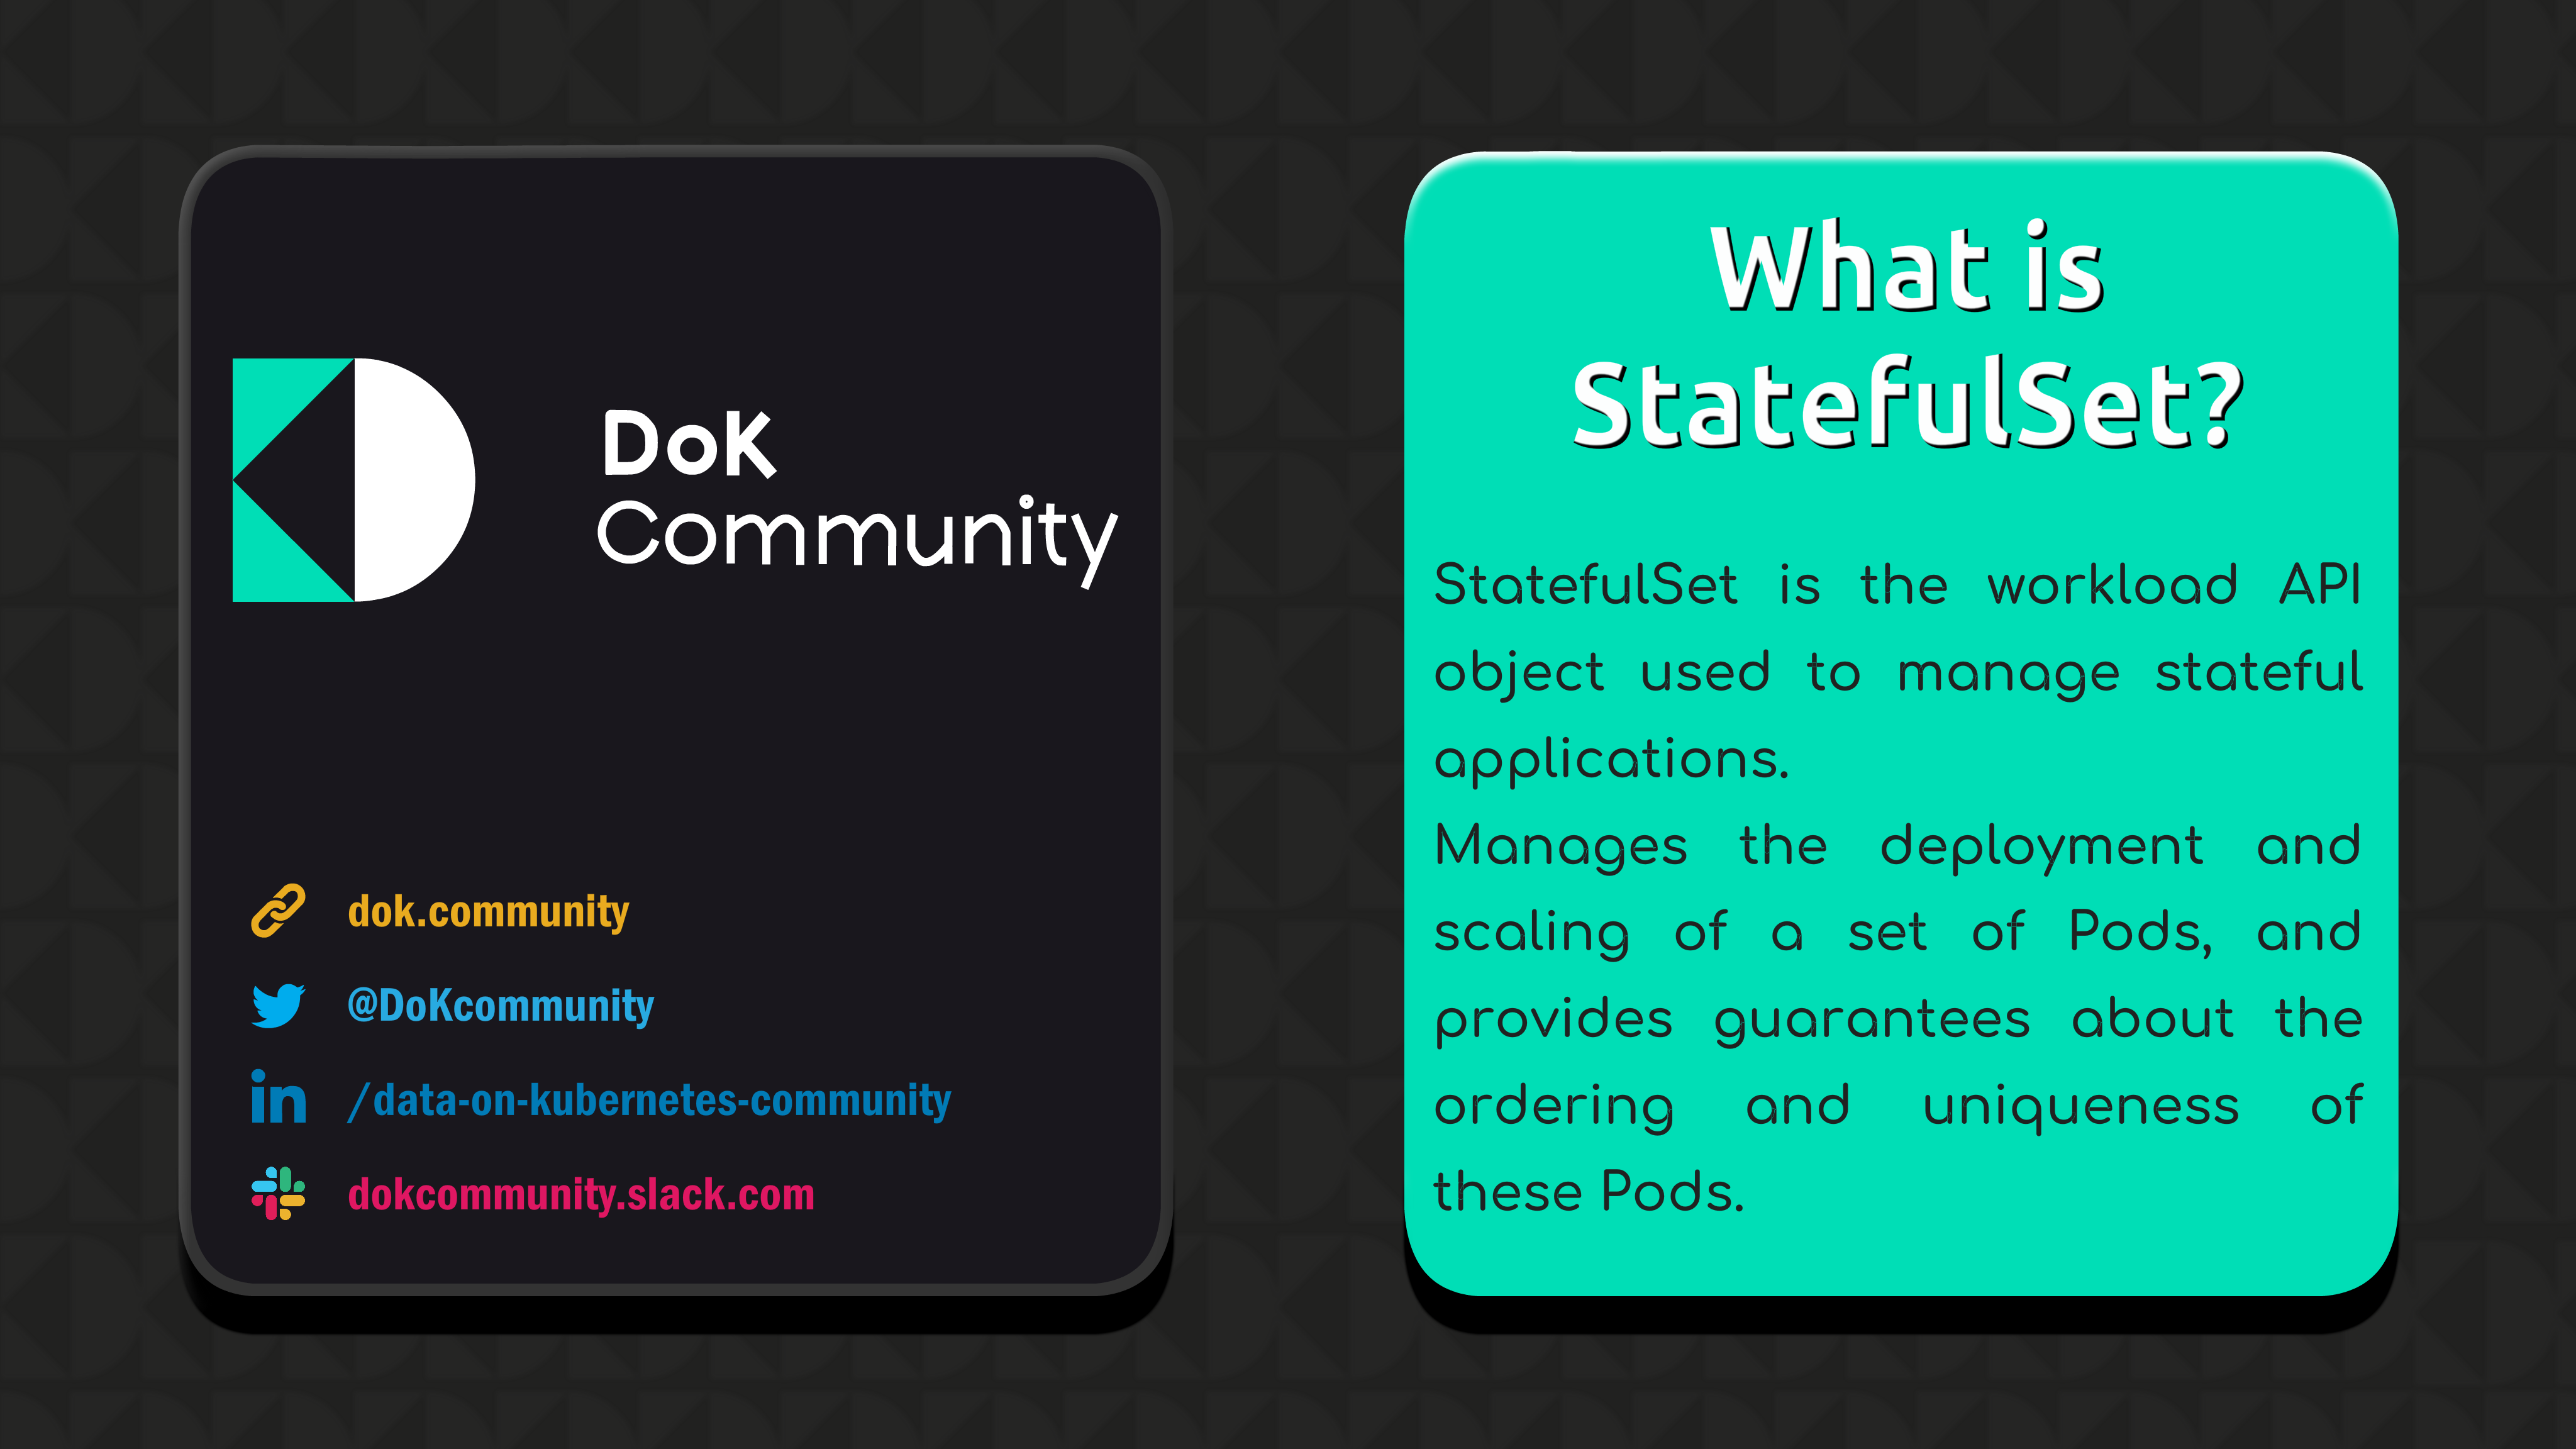 DoK
Community
dok.community
@DoKcommunity
/data-on-kubernetes-community
dokcommunity.slack.com
What is
StatefulSet?
StatefulSet is the workload API
object used to manage stateful
applications.
Manages the deployment and
scaling of a set of Pods, and
provides guarantees about the
ordering and uniqueness of
these Pods.